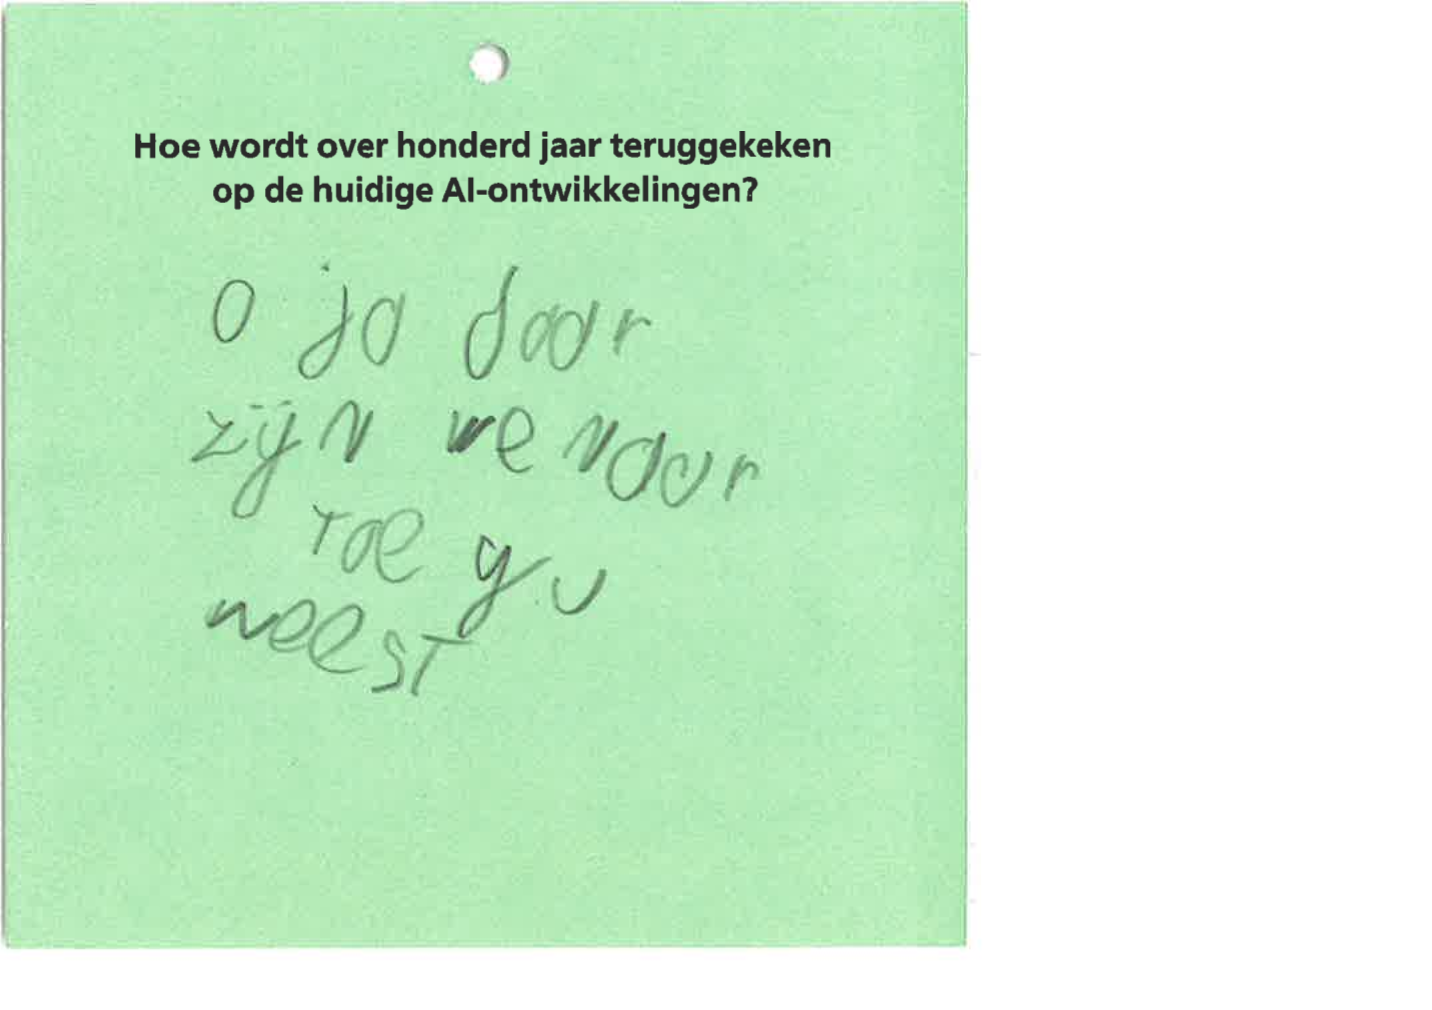 Hoe wordt over honderd jaar teruggekeken
op de huidige AI-ontwikkelingen?
o ja daar
zijn we naar
toe gu
weest